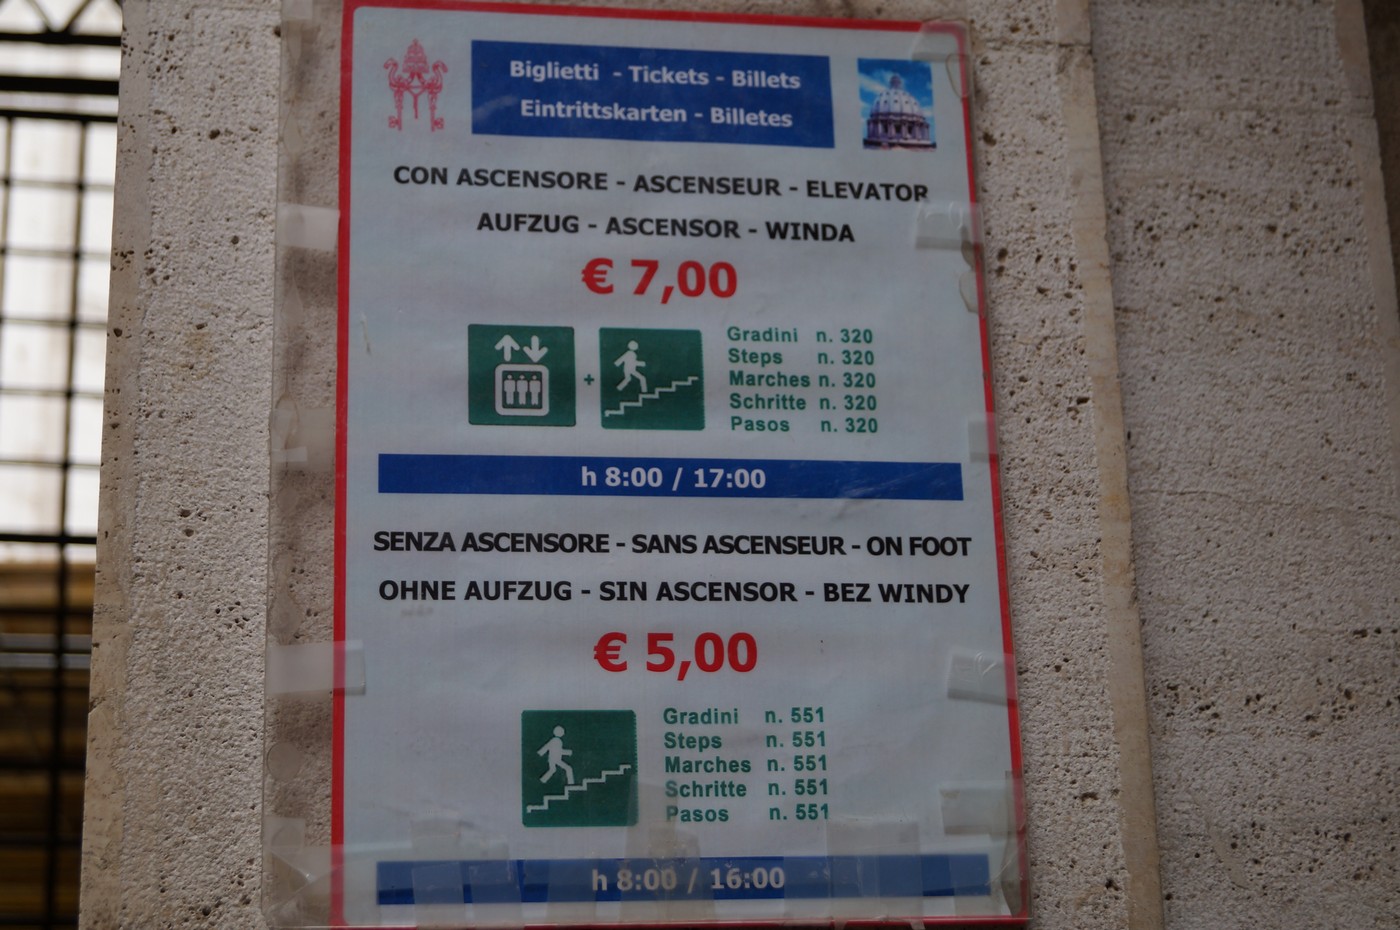 Biglietti - Tickets - Billets
Eintrittskarten - Billetes
CON ASCENSORE - ASCENSEUR - ELEVATOR
AUFZUG - ASCENSOR - WINDA
€ 7,00
Gradini n. 320
Steps n. 320
Marches n. 320
Schritte n. 320
Pasos n. 320
h 8:00 / 17:00
SENZA ASCENSORE - SANS ASCENSEUR - ON FOOT
OHNE AUFZUG - SIN ASCENSOR - BEZ WINDY
€ 5,00
Gradini n. 551
Steps n. 551
Marches n. 551
Schritte n. 551
Pasos n. 551
h 8:00 / 16:00